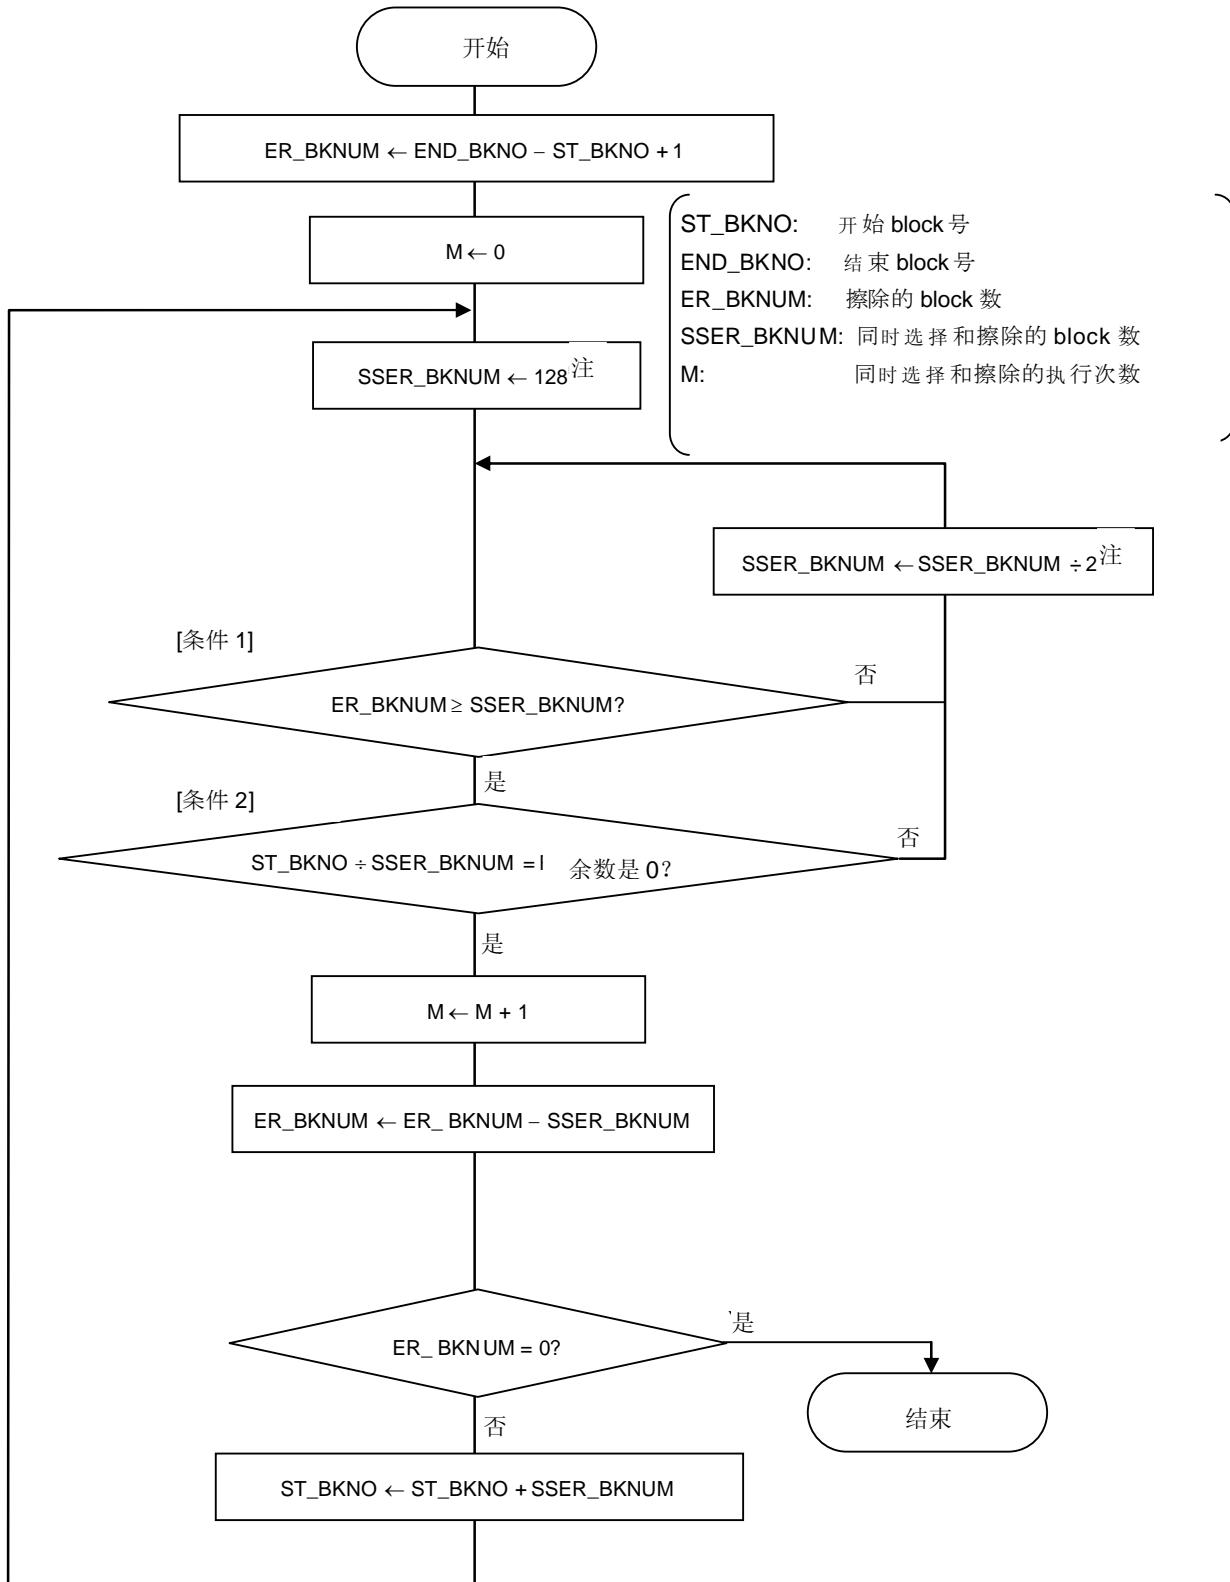 开始
ER_BKNUM ← END_BKNO – ST_BKNO + 1
M ← 0
ST_BKNO: 开始 block 号
END_BKNO: 结束 block 号
ER_BKNUM: 擦除的 block 数
SSER_BKNUM: 同时选择和擦除的 block 数
M: 同时选择和擦除的执行次数
SSER_BKNUM ← 128注
SSER_BKNUM ← SSER_BKNUM ÷ 2注
[条件 1]
ER_BKNUM ≥ SSER_BKNUM?
否
是
[条件 2]
ST_BKNO ÷ SSER_BKNUM = l 余数是 0?
否
是
M ← M + 1
ER_BKNUM ← ER_ BKNUM – SSER_BKNUM
ER_ BKNUM = 0?
是
结束
否
ST_BKNO ← ST_BKNO + SSER_BKNUM